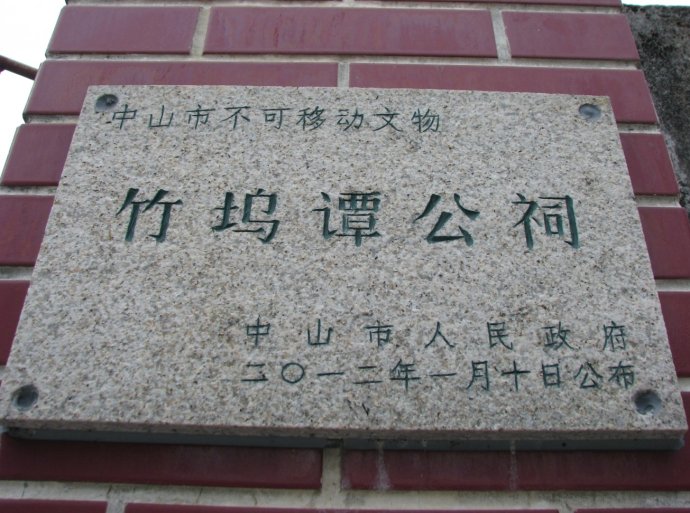 中山市不可移动文物
竹坞谭公祠
中山市人民政府
二〇一二年一月十日公布